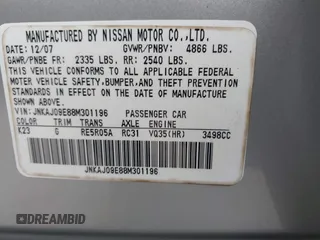 MANUFACTURED BY NISSAN MOTOR CO.,LTD.
DATE: 12/07 GVWR/PNBV: 4866 LBS.
GAWR/PNBE FR: 2335 LBS. RR: 2540 LBS.
THIS VEHICLE CONFORMS TO ALL APPLICABLE
MOTOR VEHICLE SAFETY, BUMPER,
AND THEFT PREVENTION STANDARDS
IN EFFECT ON THE DATE OF
MANUFACTURE SHOWN ABOVE.
VIN: JNKAJ09E88M301196 PASSENGER CAR
COLOR TRIM TRANS AXLE ENGINE
K23 G RE5R05A RC31 VQ35(HR) 3498CC
JNKAJ09E88M301196
DREAMBID